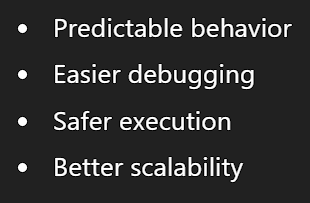 • Predictable behavior
• Easier debugging
• Safer execution
• Better scalability